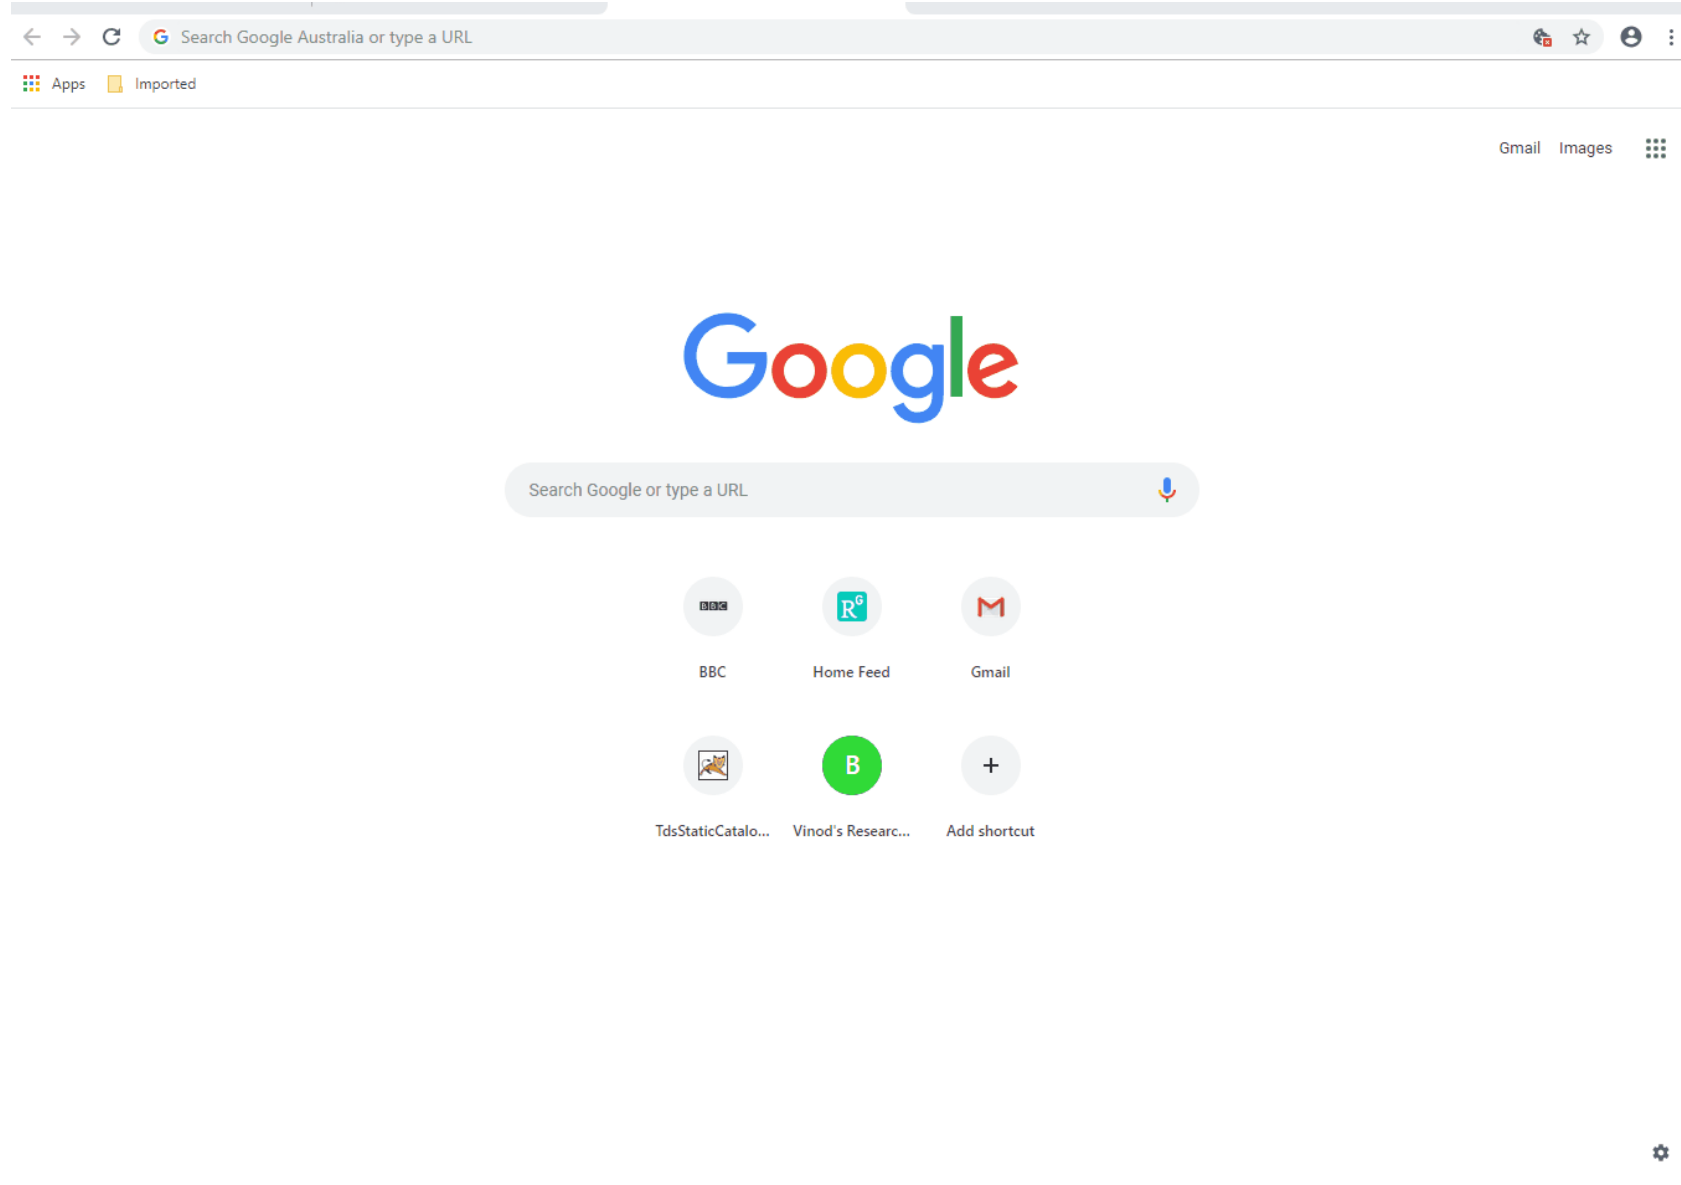 Search Google Australia or type a URL
Apps Imported
Gmail Images
Google
Search Google or type a URL
BBC
BBC Home Feed Gmail
B
TdsStaticCatalo... Vinod's Researc... Add shortcut